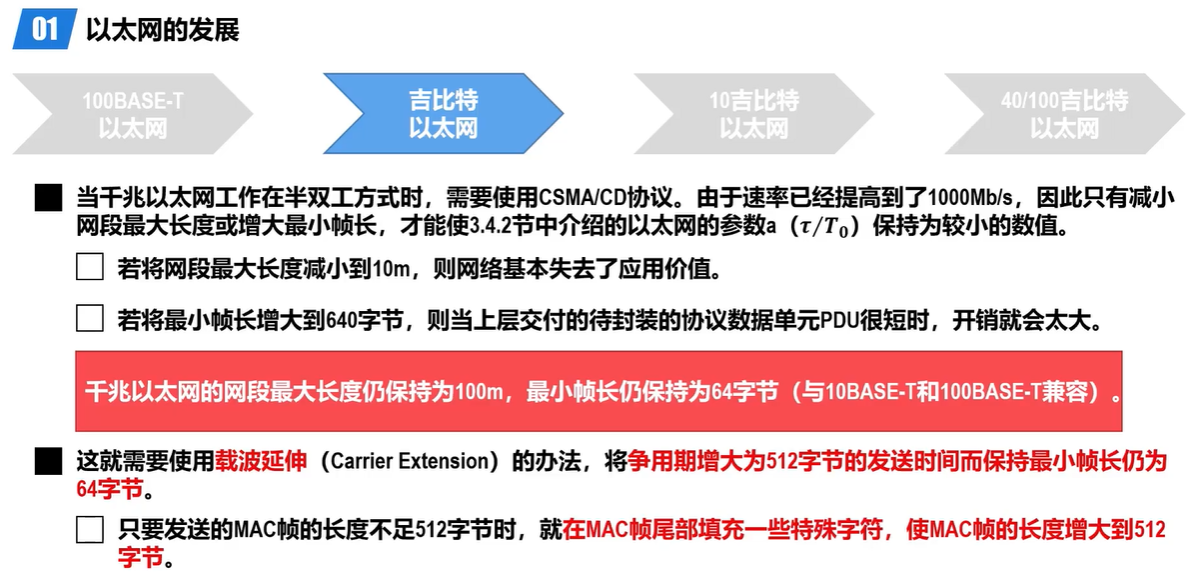 01 以太网的发展
100BASE-T
以太网
吉比特
以太网
10吉比特
以太网
40/100吉比特
以太网
当千兆以太网工作在半双工方式时，需要使用CSMA/CD协议。由于速率已经提高到了1000Mb/s，因此只有减小
网段最大长度或增大最小帧长，才能使3.4.2节中介绍的以太网的参数a（τ/T₀）保持为较小的数值。
若将网段最大长度减小到10m，则网络基本失去了应用价值。
若将最小帧长增大到640字节，则当上层交付的待封装的协议数据单元PDU很短时，开销就会太大。
千兆以太网的网段最大长度仍保持为100m，最小帧长仍保持为64字节（与10BASE-T和100BASE-T兼容）。
这就需要使用载波延伸（Carrier Extension）的办法，将争用期增大为512字节的发送时间而保持最小帧长仍为
64字节。
只要发送的MAC帧的长度不足512字节时，就在MAC帧尾部填充一些特殊字符，使MAC帧的长度增大到512
字节。